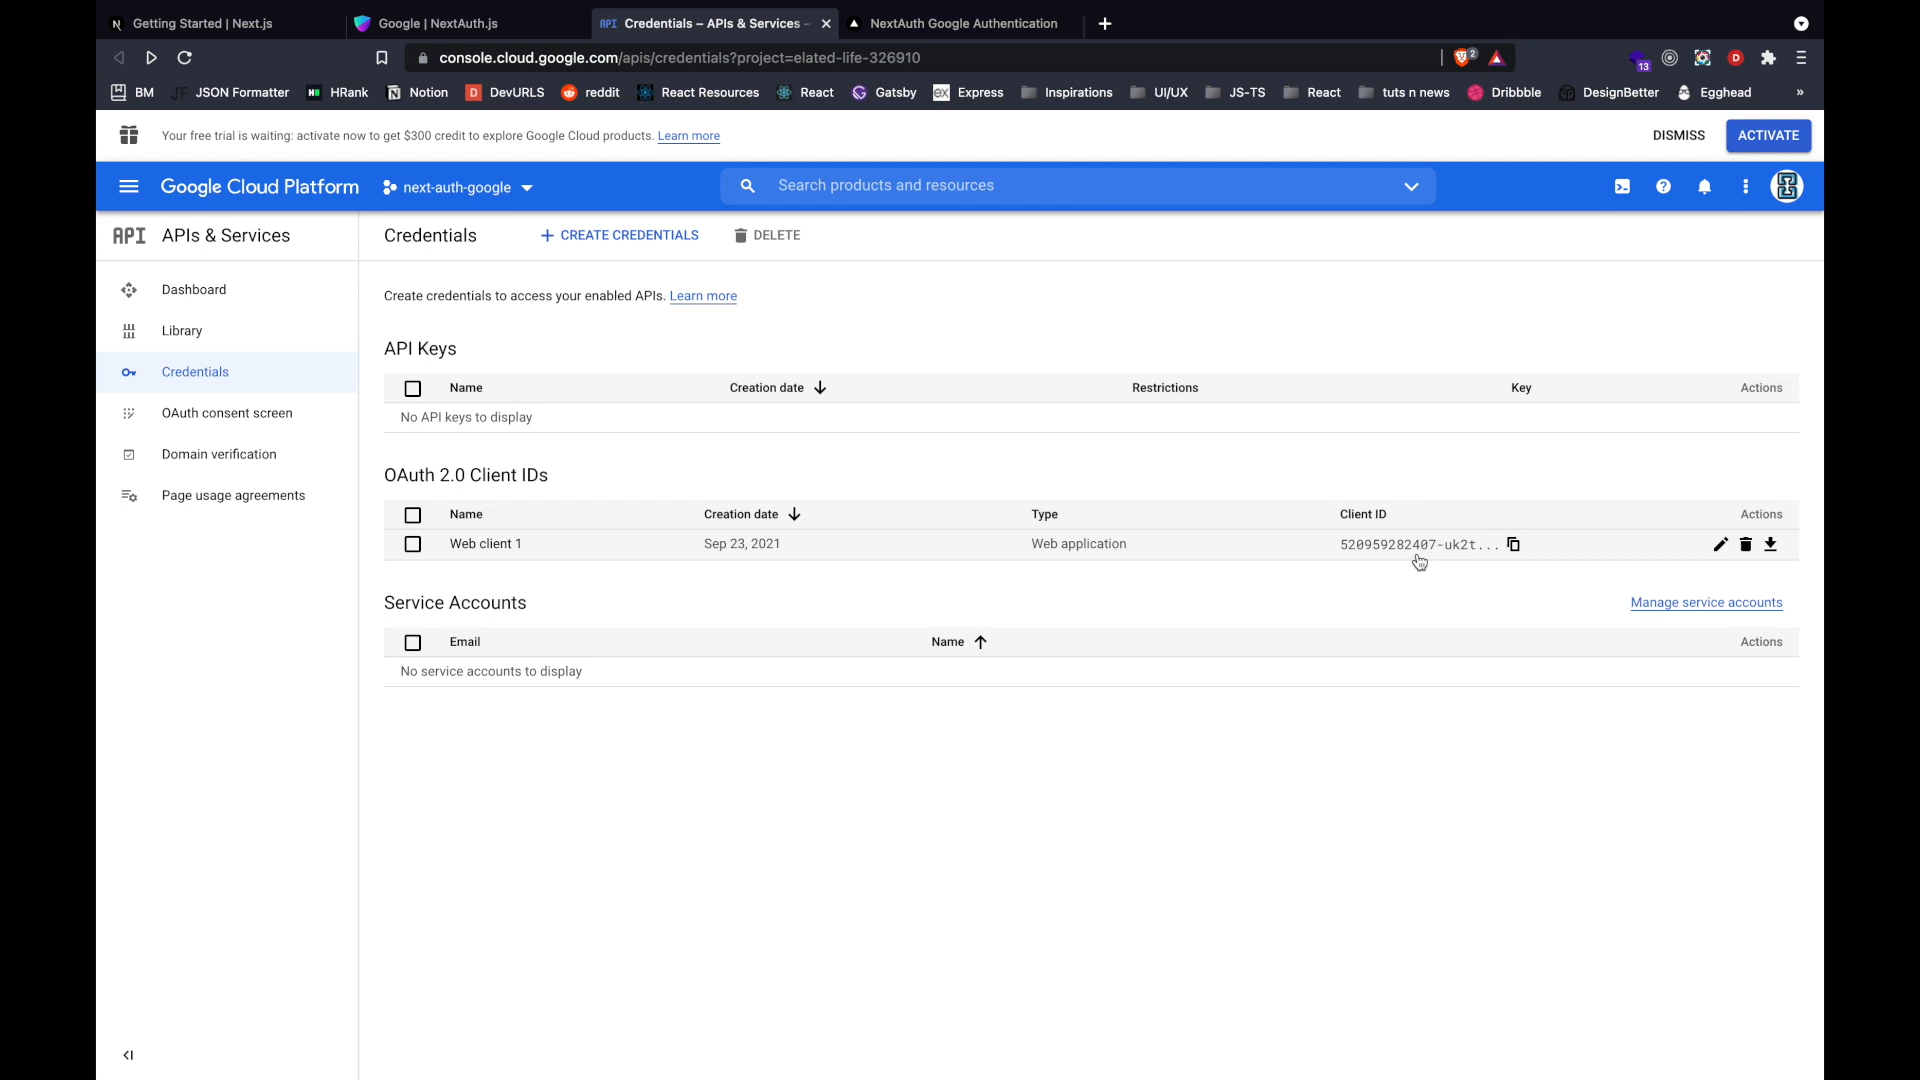 Getting Started | Next.js
Google | NextAuth.js
API Credentials – APIs & Services –
NextAuth Google Authentication
console.cloud.google.com/apis/credentials?project=elated-life-326910
2
13
D
BM
JF JSON Formatter
HRank
Notion
D DevURLS
reddit
React Resources
React
Gatsby
ex Express
Inspirations
UI/UX
JS-TS
React
tuts n news
Dribbble
DesignBetter
Egghead
»
Your free trial is waiting: activate now to get $300 credit to explore Google Cloud products. Learn more
DISMISS
ACTIVATE
Google Cloud Platform
next-auth-google
Search products and resources
API APIs & Services
Credentials
+ CREATE CREDENTIALS
DELETE
Dashboard
Library
Credentials
OAuth consent screen
Domain verification
Page usage agreements
Create credentials to access your enabled APIs. Learn more
API Keys
Name Creation date Restrictions Key Actions
No API keys to display
OAuth 2.0 Client IDs
Name Creation date Type Client ID Actions
Web client 1 Sep 23, 2021 Web application 520959282407-uk2t...
Service Accounts
Manage service accounts
Email Name Actions
No service accounts to display